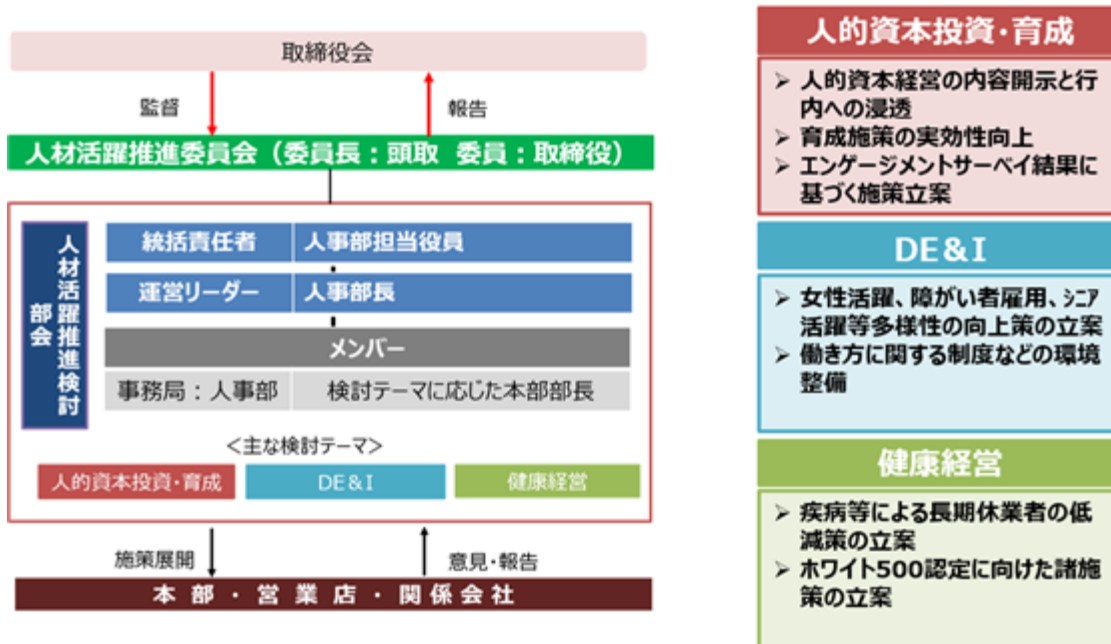 取締役会
監督
報告
人材活躍推進委員会（委員長：頭取 委員：取締役）
人材活躍推進検討
部会
統括責任者 人事部担当役員
運営リーダー 人事部長
メンバー
事務局：人事部 検討テーマに応じた本部部長
＜主な検討テーマ＞
人的資本投資・育成 DE&I 健康経営
施策展開
意見・報告
本部・営業店・関係会社
人的資本投資・育成
➢ 人的資本経営の内容開示と行
内への浸透
➢ 育成施策の実効性向上
➢ エンゲージメントサーベイ結果に
基づく施策立案
DE&I
➢ 女性活躍、障がい者雇用、ｼﾆｱ
活躍等多様性の向上策の立案
➢ 働き方に関する制度などの環境
整備
健康経営
➢ 疾病等による長期休業者の低
減策の立案
➢ ホワイト500認定に向けた諸施
策の立案